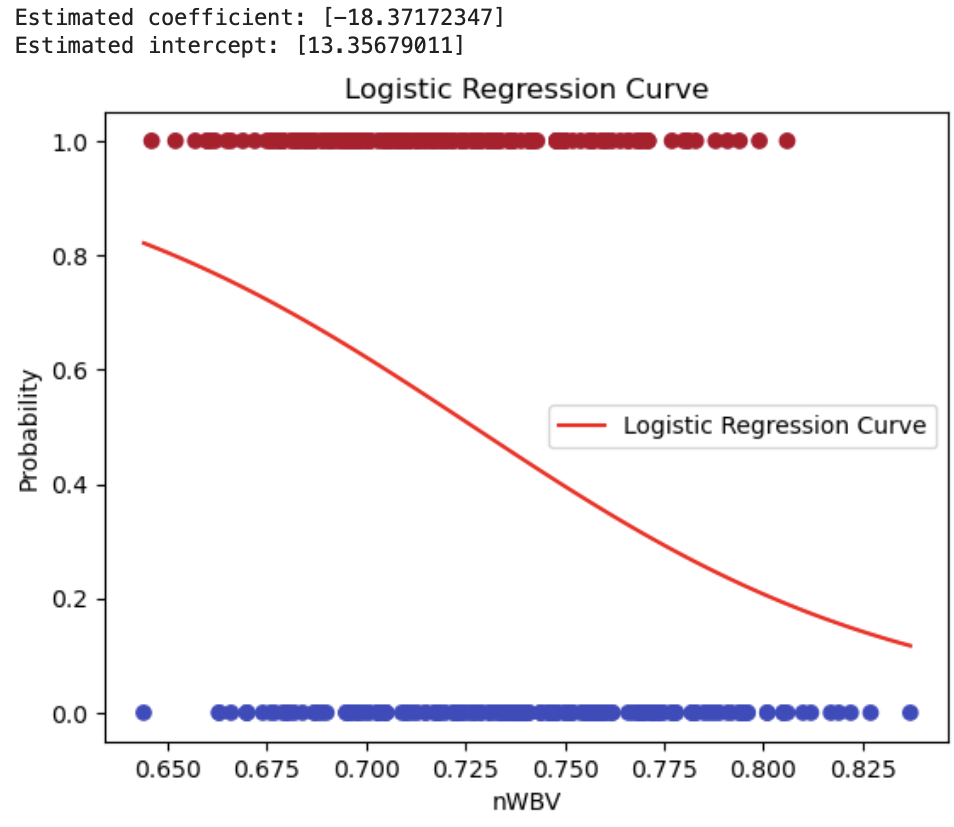 Estimated coefficient: [-18.37172347]
Estimated intercept: [13.35679011]
Logistic Regression Curve
1.0
0.8
0.6
0.4
0.2
0.0
Probability
Logistic Regression Curve
0.650 0.675 0.700 0.725 0.750 0.775 0.800 0.825
nWBV